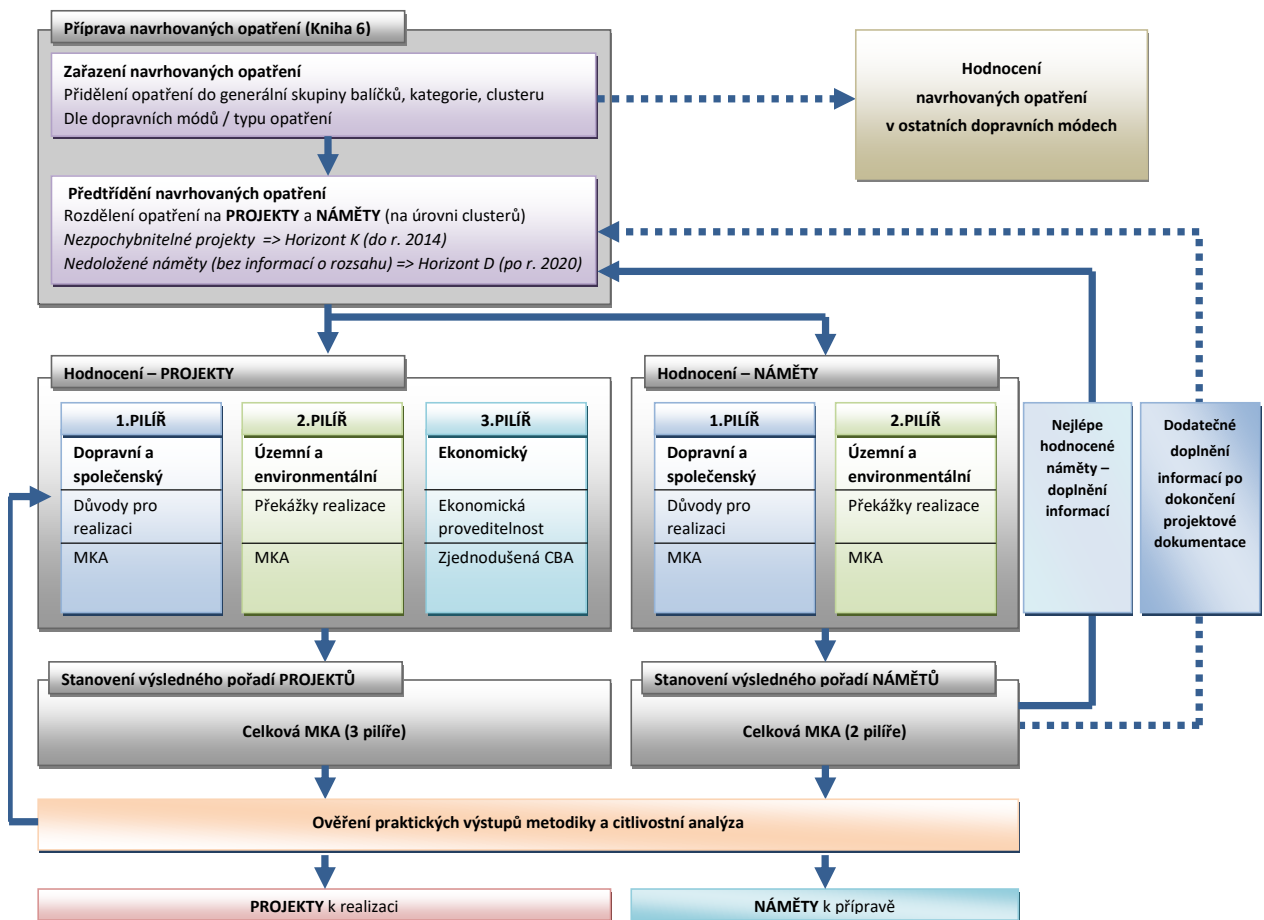 Příprava navrhovaných opatření (Kniha 6)
Zařazení navrhovaných opatření
Přidělení opatření do generální skupiny balíčků, kategorie, clusteru
Dle dopravních módů / typu opatření
Hodnocení
navrhovaných opatření
v ostatních dopravních módech
Předtřídění navrhovaných opatření
Rozdělení opatření na PROJEKTY a NÁMĚTY (na úrovni clusterů)
Nezpochybnitelné projekty => Horizont K (do r. 2014)
Nedoložené náměty (bez informací o rozsahu) => Horizont D (po r. 2020)
Hodnocení – PROJEKTY
1.PILÍŘ
Dopravní a
společenský
Důvody pro
realizaci
MKA
2.PILÍŘ
Územní a
environmentální
Překážky realizace
MKA
3.PILÍŘ
Ekonomický
Ekonomická
proveditelnost
Zjednodušená CBA
Hodnocení – NÁMĚTY
1.PILÍŘ
Dopravní a
společenský
Důvody pro
realizaci
MKA
2.PILÍŘ
Územní a
environmentální
Překážky realizace
MKA
Nejlépe
hodnocené
náměty –
doplnění
informací
Dodatečné
doplnění
informací po
dokončení
projektové
dokumentace
Stanovení výsledného pořadí PROJEKTŮ
Celková MKA (3 pilíře)
Stanovení výsledného pořadí NÁMĚTŮ
Celková MKA (2 pilíře)
Ověření praktických výstupů metodiky a citlivostní analýza
PROJEKTY k realizaci
NÁMĚTY k přípravě